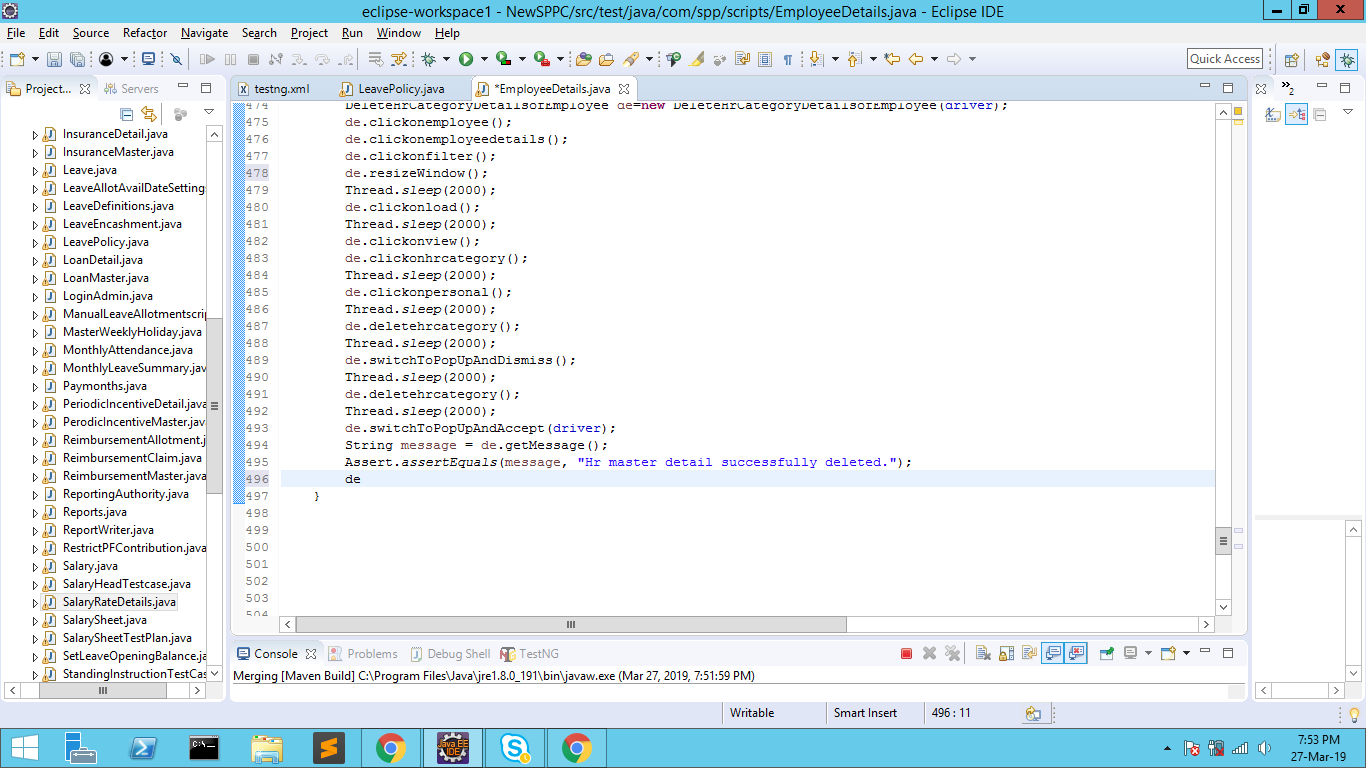 eclipse-workspace1 - NewSPPC/src/test/java/com/spp/scripts/EmployeeDetails.java - Eclipse IDE
File Edit Source Refactor Navigate Search Project Run Window Help
Quick Access
Project... Servers
testng.xml LeavePolicy.java *EmployeeDetails.java
2
InsuranceDetail.java
InsuranceMaster.java
Leave.java
LeaveAllotAvailDateSetting
LeaveDefinitions.java
LeaveEncashment.java
LeavePolicy.java
LoanDetail.java
LoanMaster.java
LoginAdmin.java
ManualLeaveAllotmentscri
MasterWeeklyHoliday.java
MonthlyAttendance.java
MonthlyLeaveSummary.jav
Paymonths.java
PeriodicIncentiveDetail.java
PerodicIncentiveMaster.jav
ReimbursementAllotment.j
ReimbursementClaim.java
ReimbursementMaster.java
ReportingAuthority.java
Reports.java
ReportWriter.java
RestrictPFContribution.java
Salary.java
SalaryHeadTestcase.java
SalaryRateDetails.java
SalarySheet.java
SalarySheetTestPlan.java
SetLeaveOpeningBalance.ja
StandingInstructionTestCas
474 DeleteHrCategoryDetailsofEmployee de=new DeleteHrCategoryDetailsofEmployee(driver);
475 de.clickonemployee();
476 de.clickonemployeedetails();
477 de.clickonfilter();
478 de.resizeWindow();
479 Thread.sleep(2000);
480 de.clickonload();
481 Thread.sleep(2000);
482 de.clickonview();
483 de.clickonhrcategory();
484 Thread.sleep(2000);
485 de.clickonpersonal();
486 Thread.sleep(2000);
487 de.deletehrcategory();
488 Thread.sleep(2000);
489 de.switchToPopUpAndDismiss();
490 Thread.sleep(2000);
491 de.deletehrcategory();
492 Thread.sleep(2000);
493 de.switchToPopUpAndAccept(driver);
494 String message = de.getMessage();
495 Assert.assertEquals(message, "Hr master detail successfully deleted.");
496 de
497 }
498
499
500
501
502
503
504
Console Problems Debug Shell TestNG
Merging [Maven Build] C:\Program Files\Java\jre1.8.0_191\bin\javaw.exe (Mar 27, 2019, 7:51:59 PM)
Writable Smart Insert 496 : 11
Java EE
IDE
7:53 PM
27-Mar-19